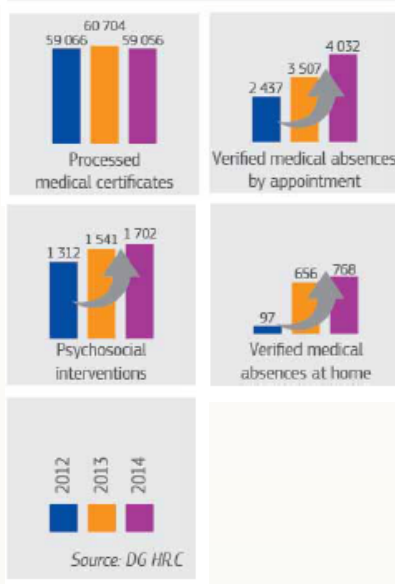 60 704
59 066
59 056
Processed
medical certificates
4 032
3 507
2 437
Verified medical absences
by appointment
1 702
1 541
1 312
Psychosocial
interventions
768
656
97
Verified medical
absences at home
2012
2013
2014
Source: DG HR.C